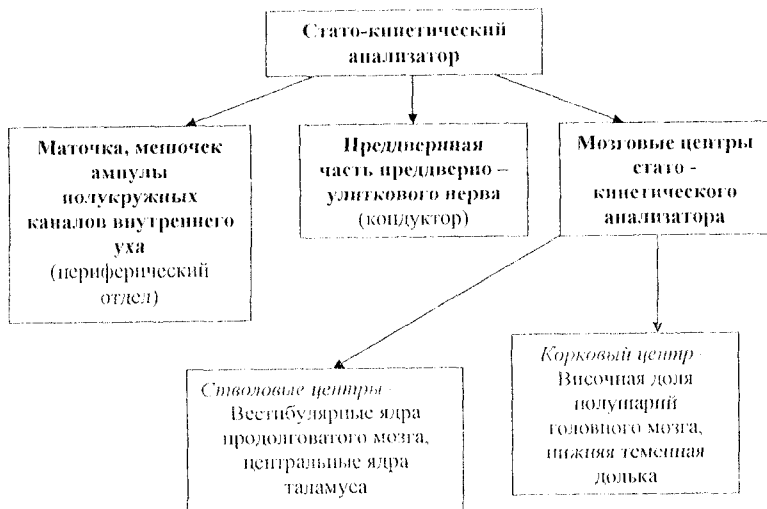 Стато-кинетический
анализатор
Маточка, мешочек
ампулы
полукружных
каналов внутреннего
уха
(периферический
отдел)
Преддверная
часть преддверно –
улиткового нерва
(кондуктор)
Мозговые центры
стато -
кинетического
анализатора
Стволовые центры -
Вестибулярные ядра
продолговатого мозга,
центральные ядра
таламуса
Корковый центр -
Височная доля
полушарий
головного мозга,
нижняя теменная
долька